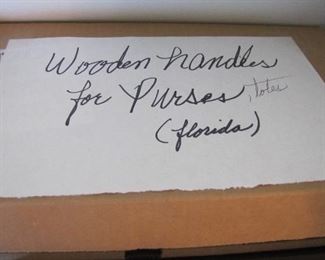 Wooden handles
for Purses, totes
(florida)